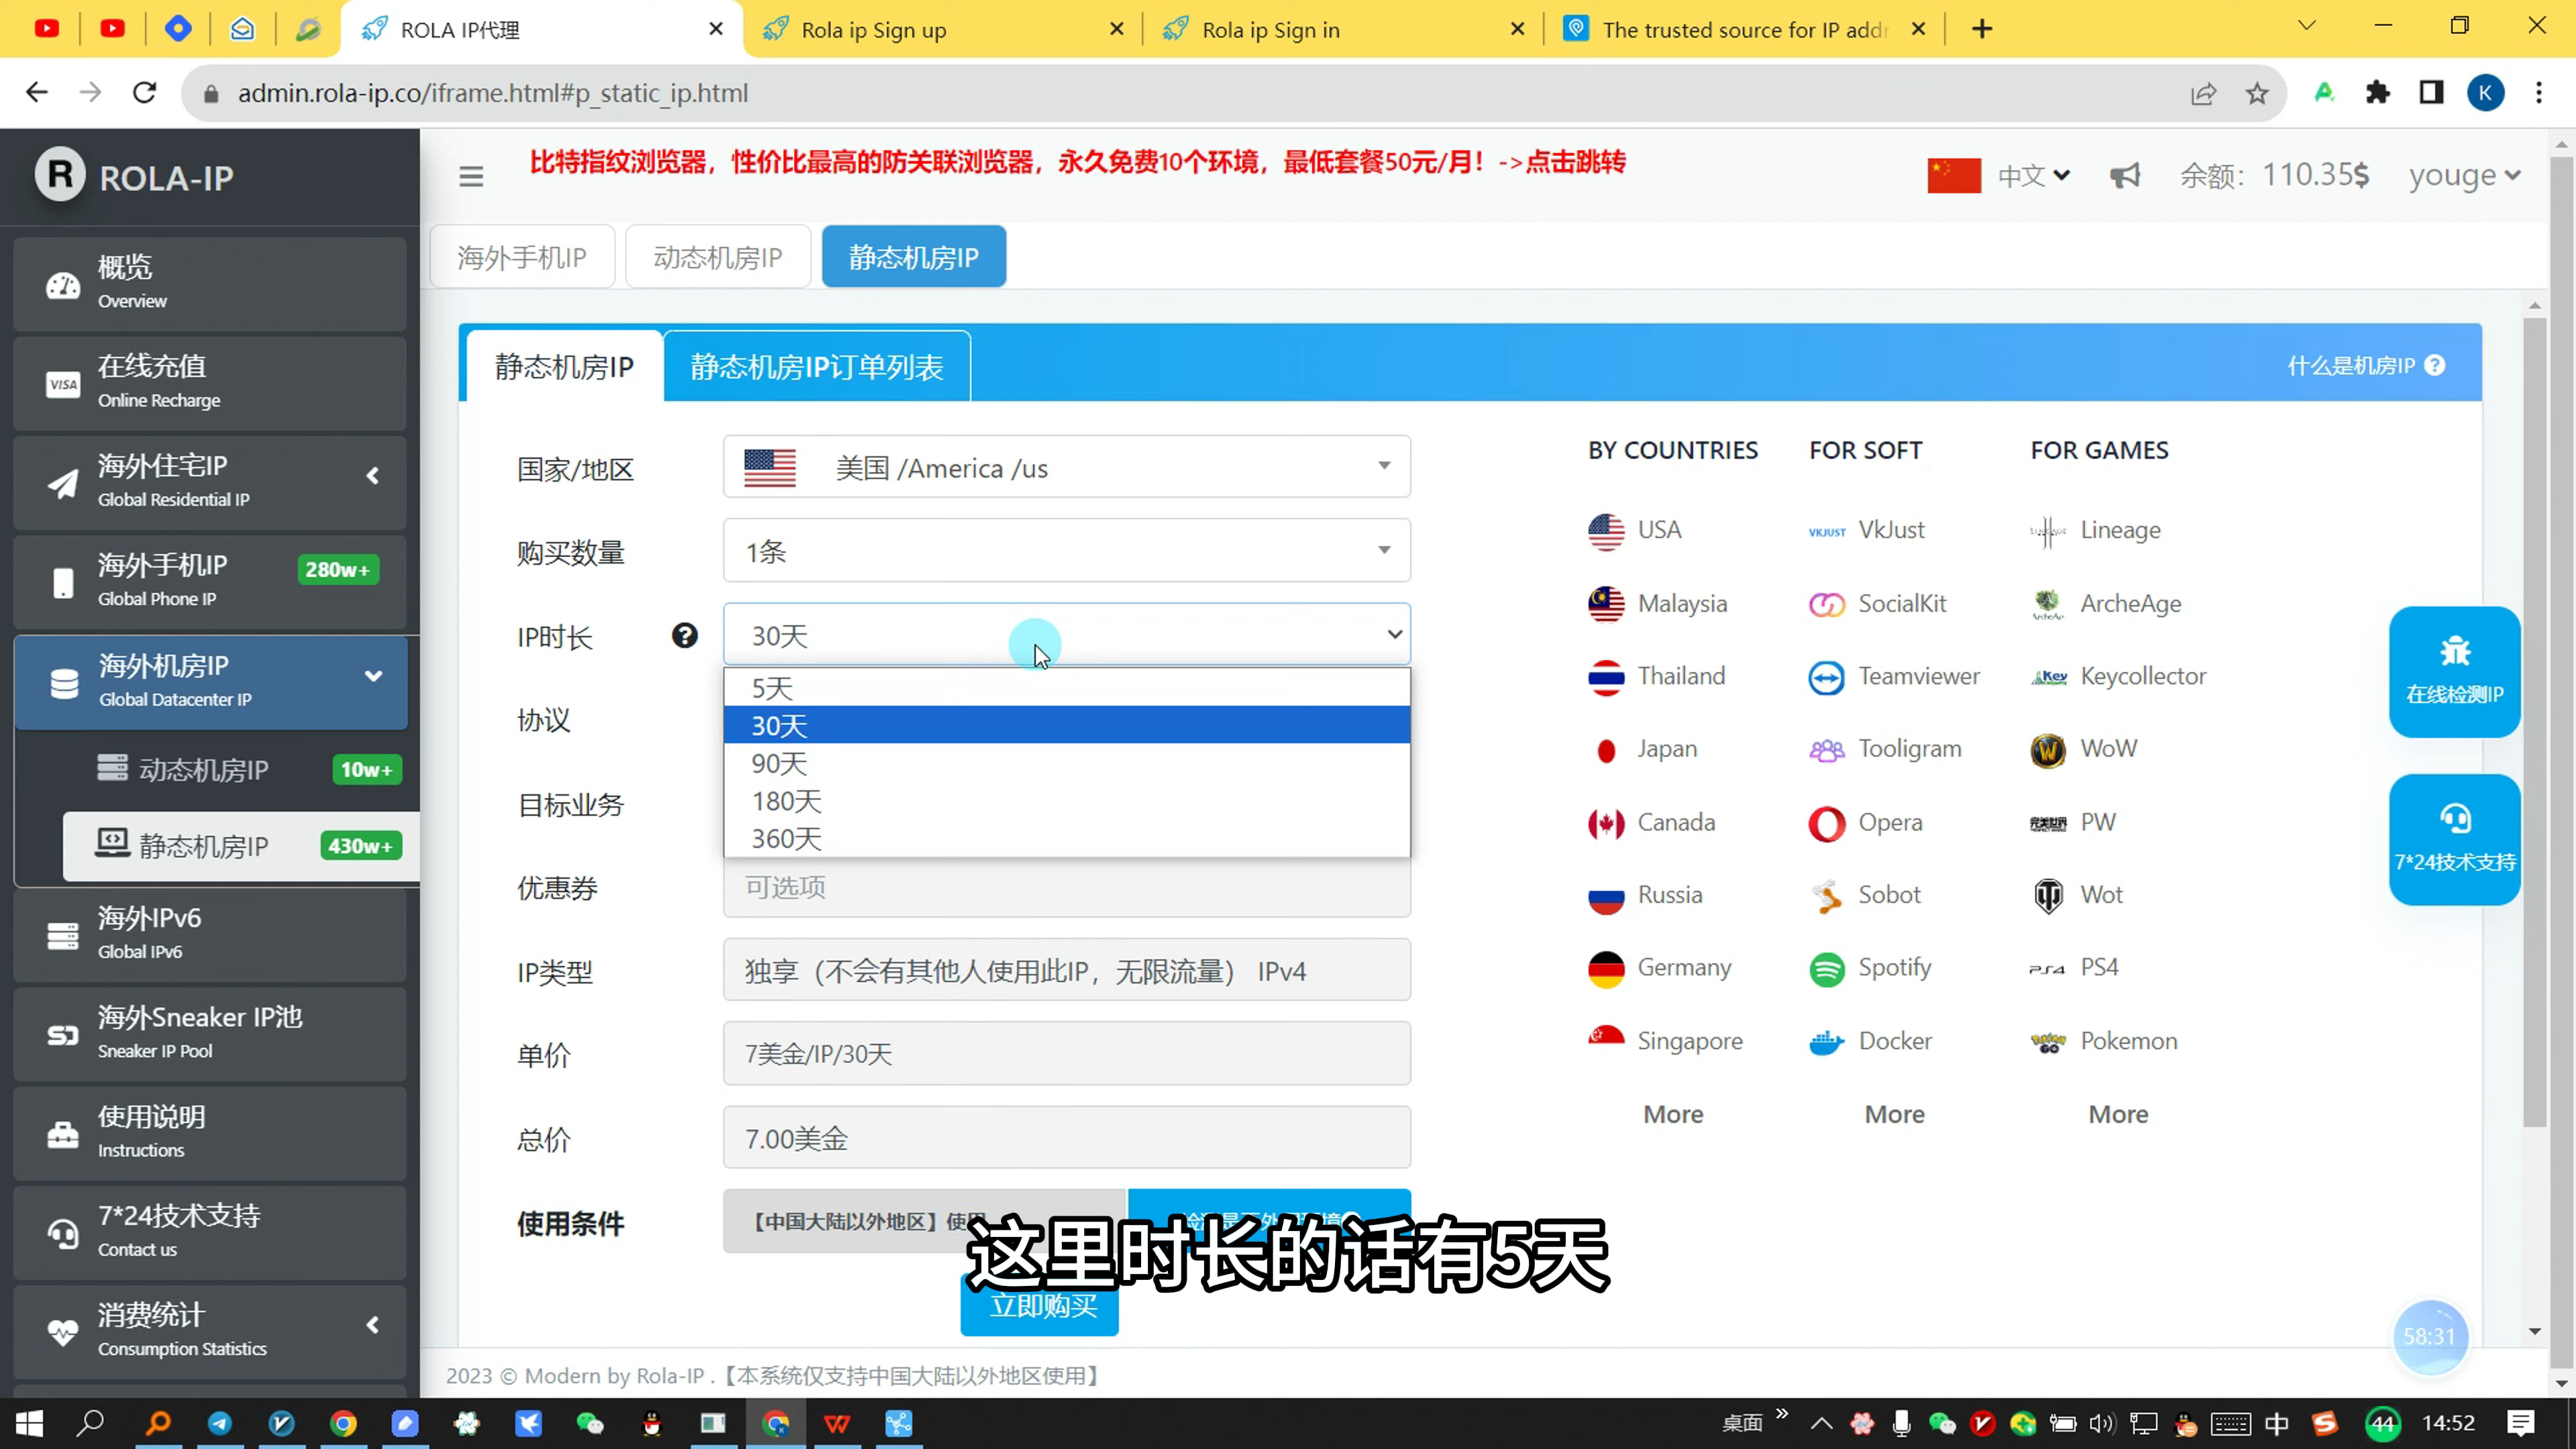 ROLA IP代理
Rola ip Sign up
Rola ip Sign in
The trusted source for IP addr
admin.rola-ip.co/iframe.html#p_static_ip.html
K
R ROLA-IP
比特指纹浏览器，性价比最高的防关联浏览器，永久免费10个环境，最低套餐50元/月！->点击跳转
中文
余额：110.35$
youge
海外手机IP
动态机房IP
静态机房IP
概览
Overview
VISA
在线充值
Online Recharge
海外住宅IP
Global Residential IP
海外手机IP
280w+
Global Phone IP
海外机房IP
Global Datacenter IP
动态机房IP
10w+
静态机房IP
430w+
海外IPv6
Global IPv6
海外Sneaker IP池
Sneaker IP Pool
使用说明
Instructions
7*24技术支持
Contact us
消费统计
Consumption Statistics
静态机房IP
静态机房IP订单列表
什么是机房IP
国家/地区
美国 /America /us
购买数量
1条
IP时长
30天
5天
30天
90天
180天
360天
协议
目标业务
优惠券
可选项
IP类型
独享（不会有其他人使用此IP，无限流量） IPv4
单价
7美金/IP/30天
总价
7.00美金
使用条件
【中国大陆以外地区】使用
这里时长的话有5天
立即购买
BY COUNTRIES
USA
Malaysia
Thailand
Japan
Canada
Russia
Germany
Singapore
More
FOR SOFT
VKJUST VkJust
SocialKit
Teamviewer
Tooligram
Opera
Sobot
Spotify
Docker
More
FOR GAMES
Lineage
ArcheAge
Key Keycollector
WoW
完美世界 PW
Wot
PS4 PS4
Pokemon
More
在线检测IP
7*24技术支持
58:31
2023 © Modern by Rola-IP .【本系统仅支持中国大陆以外地区使用】
桌面
中
44
14:52